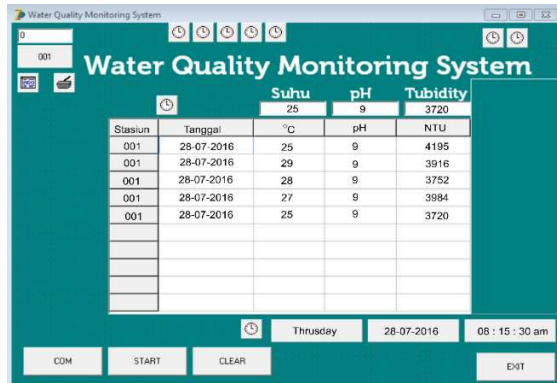 Water Quality Monitoring System
0
001
Water Quality Monitoring System
Suhu pH Tubidity
25 9 3720
Stasiun Tanggal °C pH NTU
001 28-07-2016 25 9 4195
001 28-07-2016 29 9 3916
001 28-07-2016 28 9 3752
001 28-07-2016 27 9 3984
001 28-07-2016 25 9 3720
Thrusday 28-07-2016 08 : 15 : 30 am
COM START CLEAR EXIT